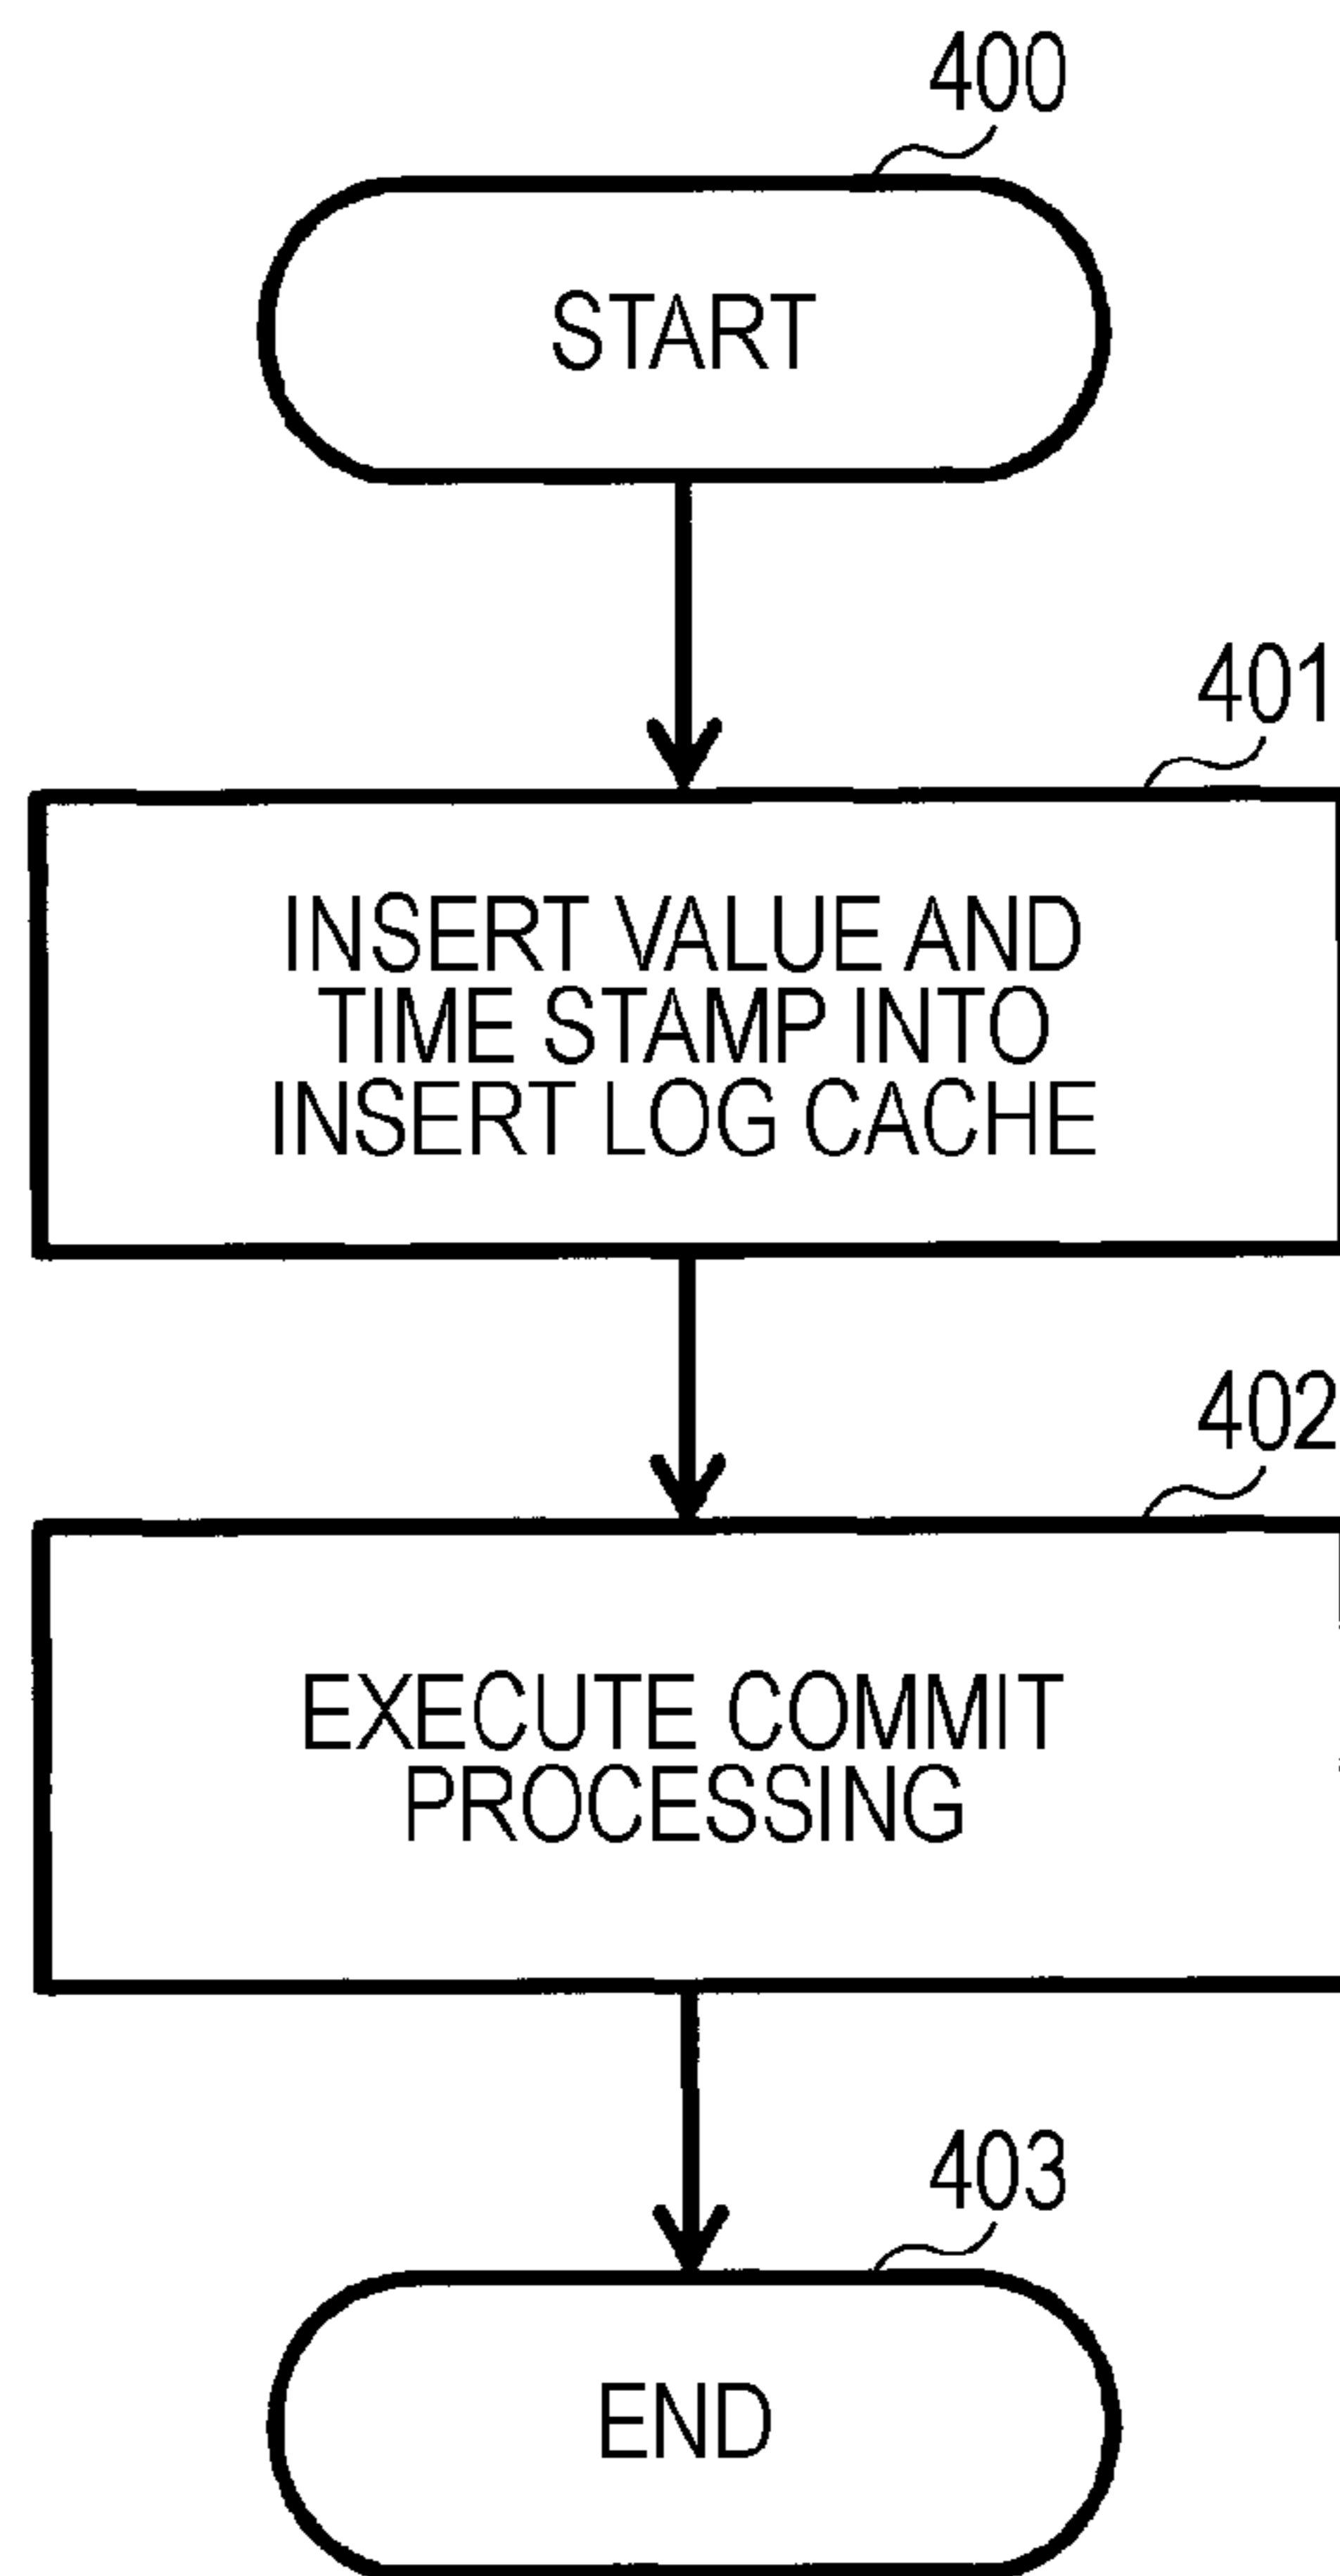 400
START
401
INSERT VALUE AND
TIME STAMP INTO
INSERT LOG CACHE
402
EXECUTE COMMIT
PROCESSING
403
END